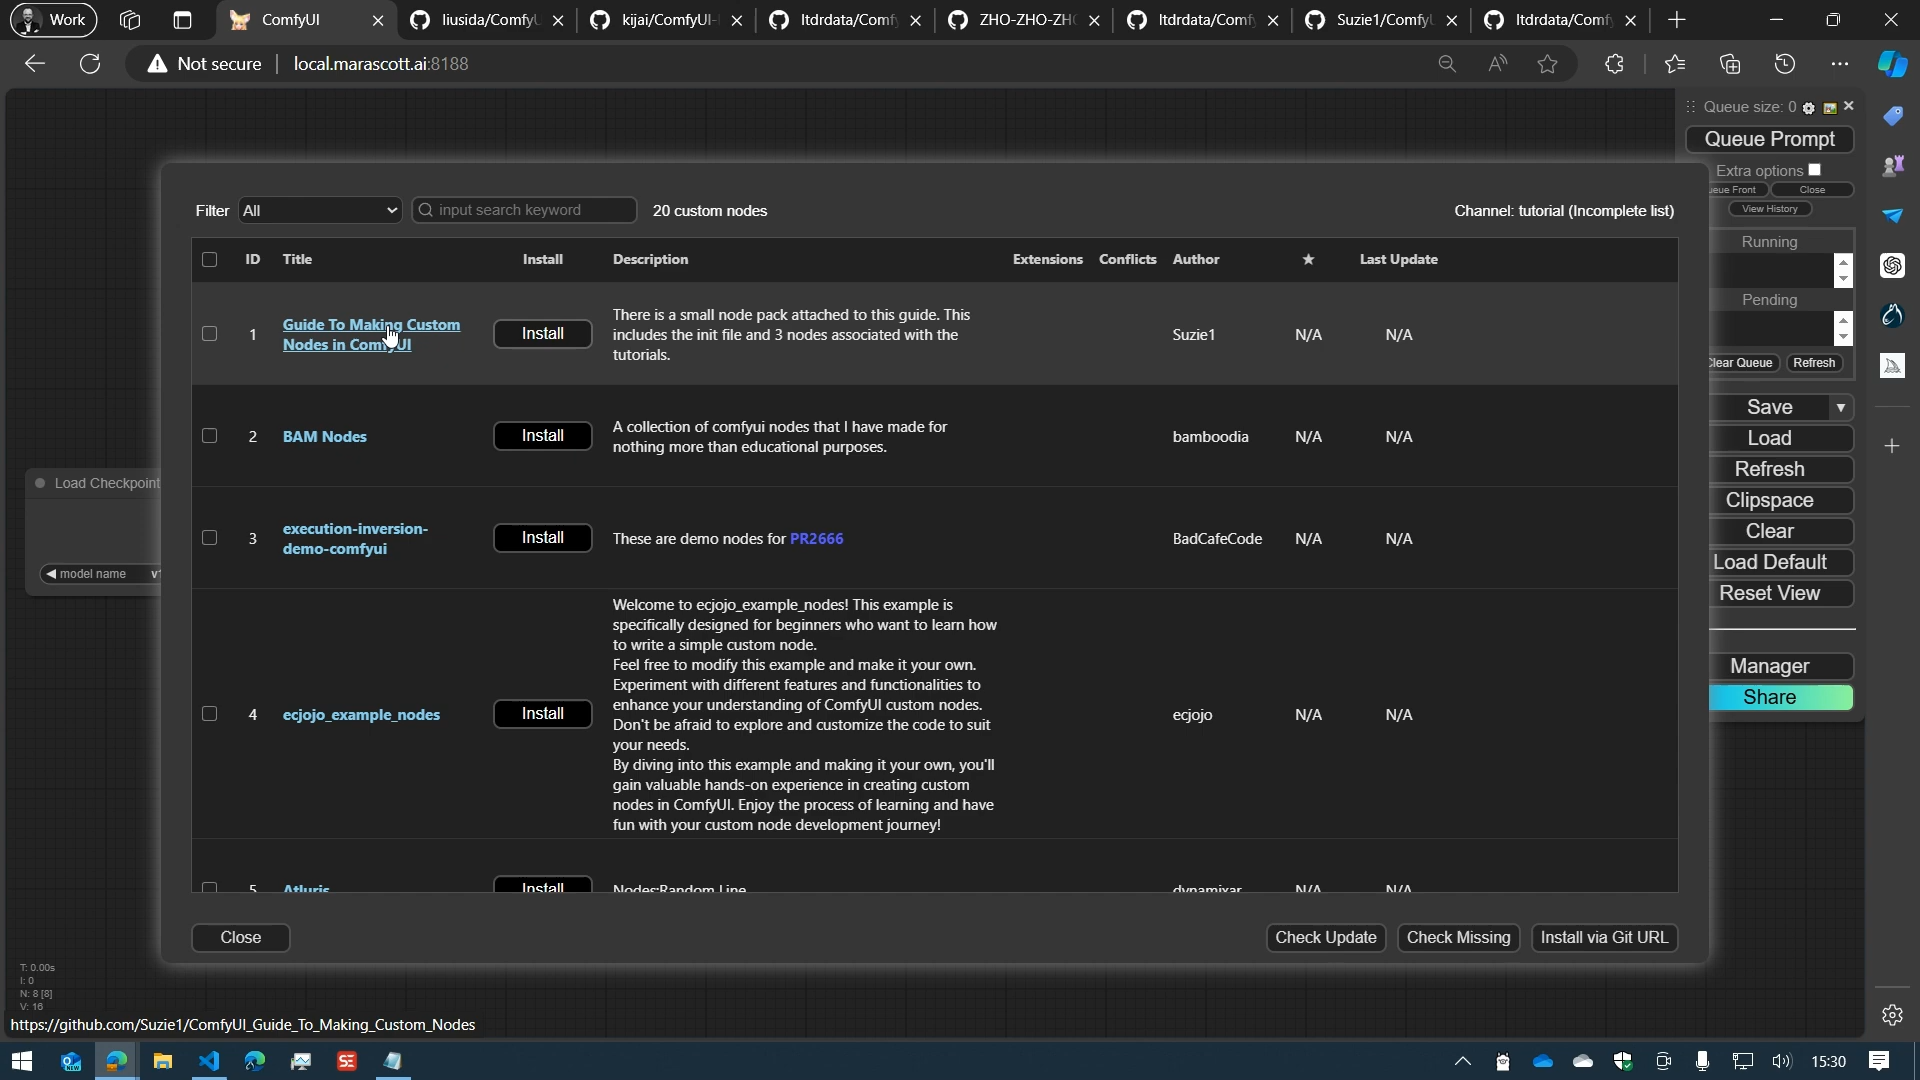 Work
ComfyUI
liusida/Comfy
kijai/ComfyUI-
ltdrdata/Comf
ZHO-ZHO-ZH
ltdrdata/Comf
Suzie1/ComfyU
ltdrdata/Comf
Not secure
local.marascott.ai:8188
Queue size: 0
Queue Prompt
Extra options
ueue Front
Close
View History
Running
Pending
Clear Queue
Refresh
Save
Load
Refresh
Clipspace
Clear
Load Default
Reset View
Manager
Share
Filter
All
input search keyword
20 custom nodes
Channel: tutorial (Incomplete list)
ID
Title
Install
Description
Extensions
Conflicts
Author
★
Last Update
1
Guide To Making Custom
Nodes in ComfyUI
Install
There is a small node pack attached to this guide. This
includes the init file and 3 nodes associated with the
tutorials.
Suzie1
N/A
N/A
2
BAM Nodes
Install
A collection of comfyui nodes that I have made for
nothing more than educational purposes.
bamboodia
N/A
N/A
3
execution-inversion-
demo-comfyui
Install
These are demo nodes for PR2666
BadCafeCode
N/A
N/A
4
ecjojo_example_nodes
Install
Welcome to ecjojo_example_nodes! This example is
specifically designed for beginners who want to learn how
to write a simple custom node.
Feel free to modify this example and make it your own.
Experiment with different features and functionalities to
enhance your understanding of ComfyUI custom nodes.
Don't be afraid to explore and customize the code to suit
your needs.
By diving into this example and making it your own, you'll
gain valuable hands-on experience in creating custom
nodes in ComfyUI. Enjoy the process of learning and have
fun with your custom node development journey!
ecjojo
N/A
N/A
5
Atluris
Install
Nodes:Random Line
dynamixar
N/A
N/A
Close
Check Update
Check Missing
Install via Git URL
Load Checkpoint
model name
v1
T: 0.00s
I: 0
N: 8 [8]
V: 16
https://github.com/Suzie1/ComfyUI_Guide_To_Making_Custom_Nodes
NEW
SE
15:30